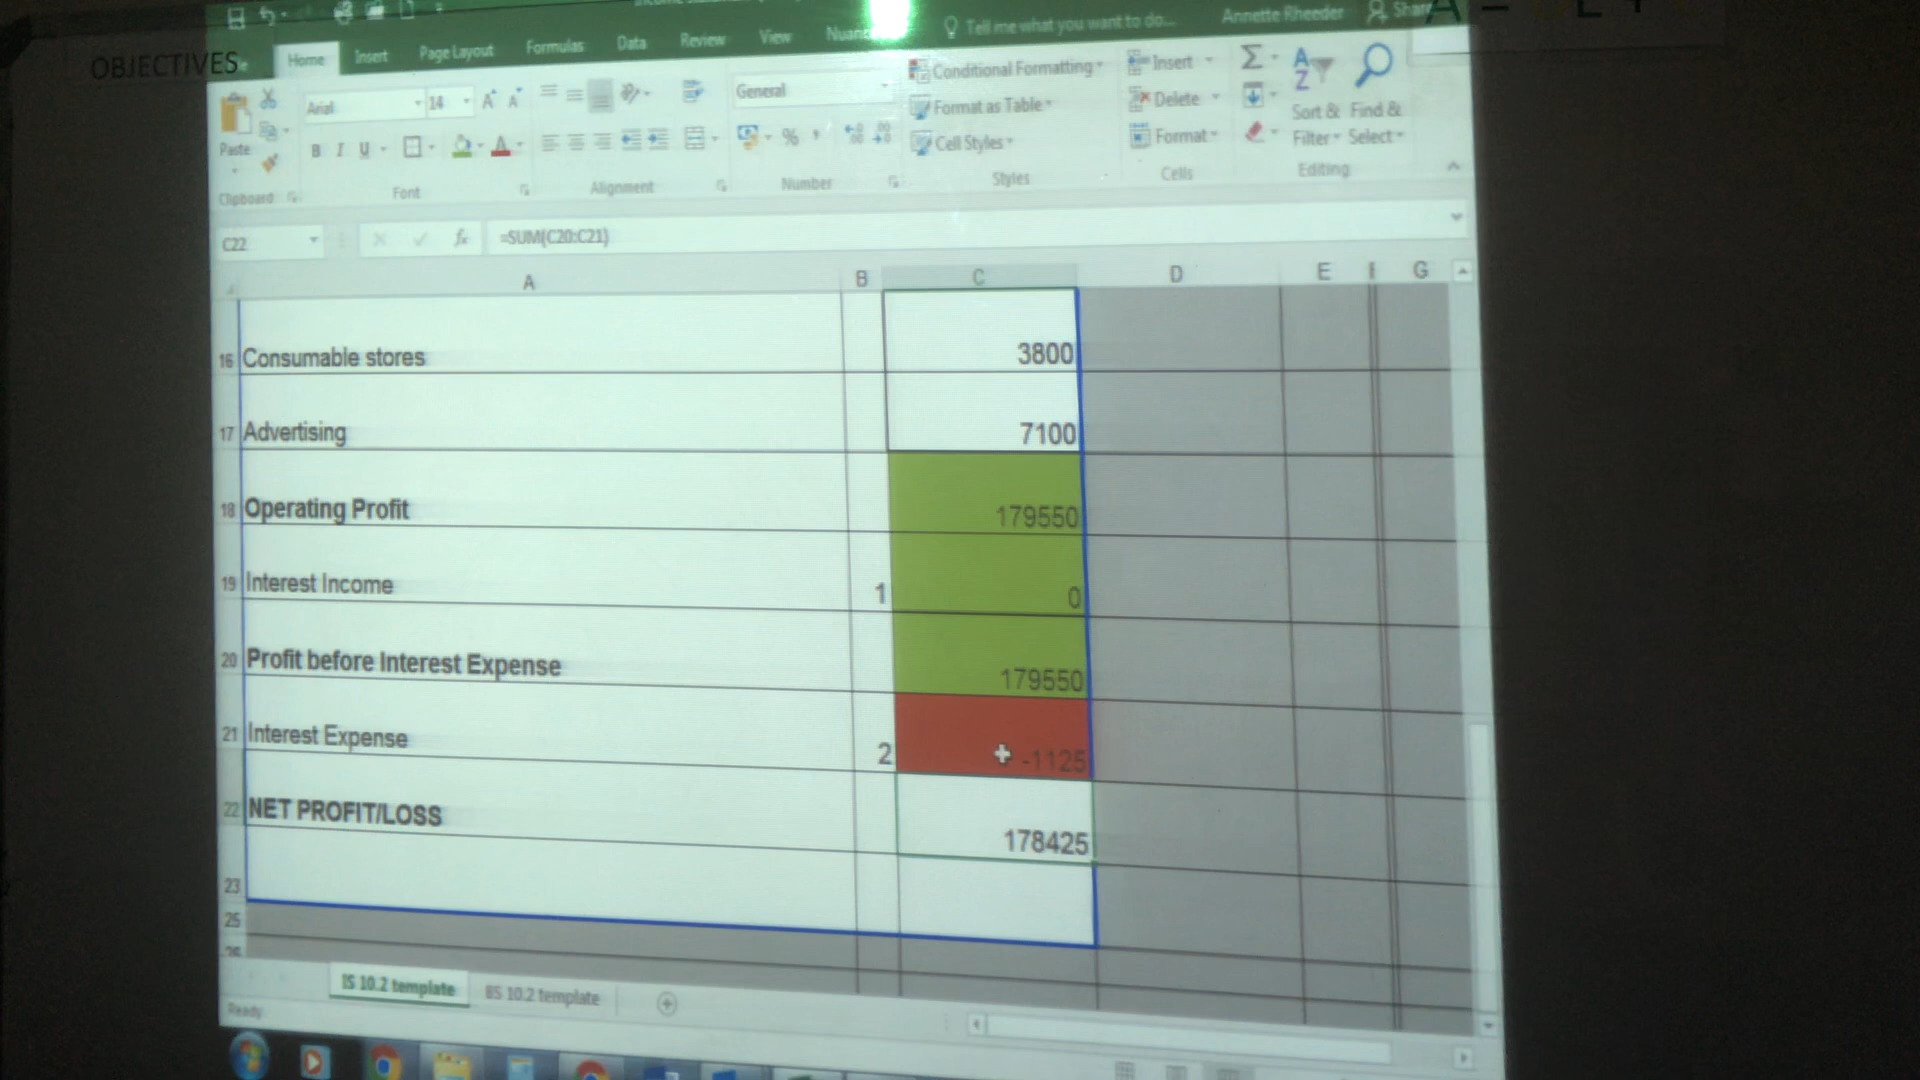 A = OE +
OBJECTIVES
Home Insert Page Layout Formulas Data Review View Tell me what you want to do... Annette Rheeder Share
Arial 14 General Conditional Formatting Insert
Format as Table Delete Sort & Find &
Paste B I U % Cell Styles Format Filter Select
Clipboard Font Alignment Number Styles Cells Editing
C22 fx =SUM(C20:C21)
A B C D E F G
16 Consumable stores 3800
17 Advertising 7100
18 Operating Profit 179550
19 Interest Income 1 0
20 Profit before Interest Expense 179550
21 Interest Expense 2 -1125
22 NET PROFIT/LOSS 178425
23
25
26
IS 10.2 template BS 10.2 template
Ready